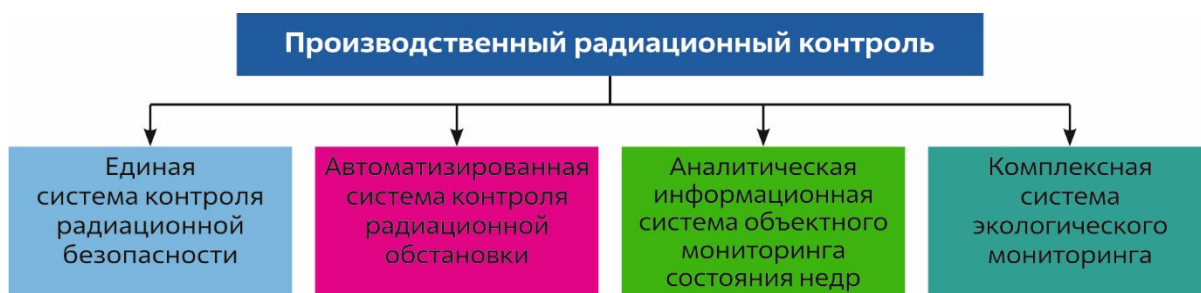 Производственный радиационный контроль
Единая
система контроля
радиационной
безопасности
Автоматизированная
система контроля
радиационной
обстановки
Аналитическая
информационная
система объектного
мониторинга
состояния недр
Комплексная
система
экологического
мониторинга